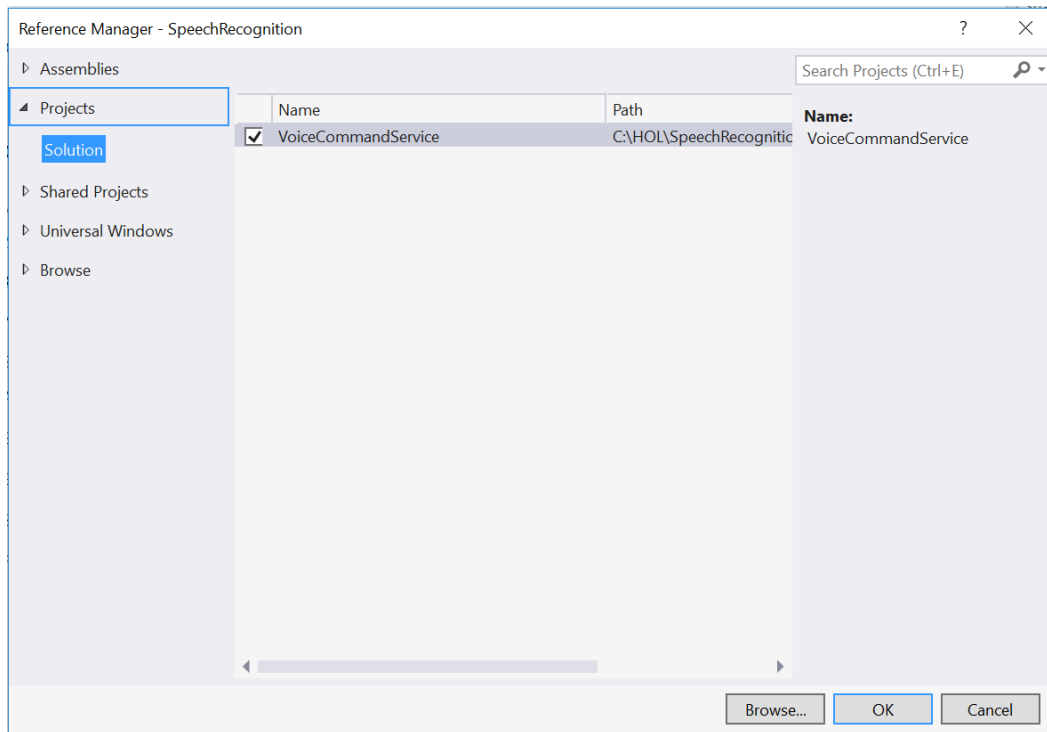 Reference Manager - SpeechRecognition ?
Assemblies
Projects
Solution
Shared Projects
Universal Windows
Browse
Name Path
VoiceCommandService C:\HOL\SpeechRecognitic
Search Projects (Ctrl+E)
Name:
VoiceCommandService
Browse... OK Cancel